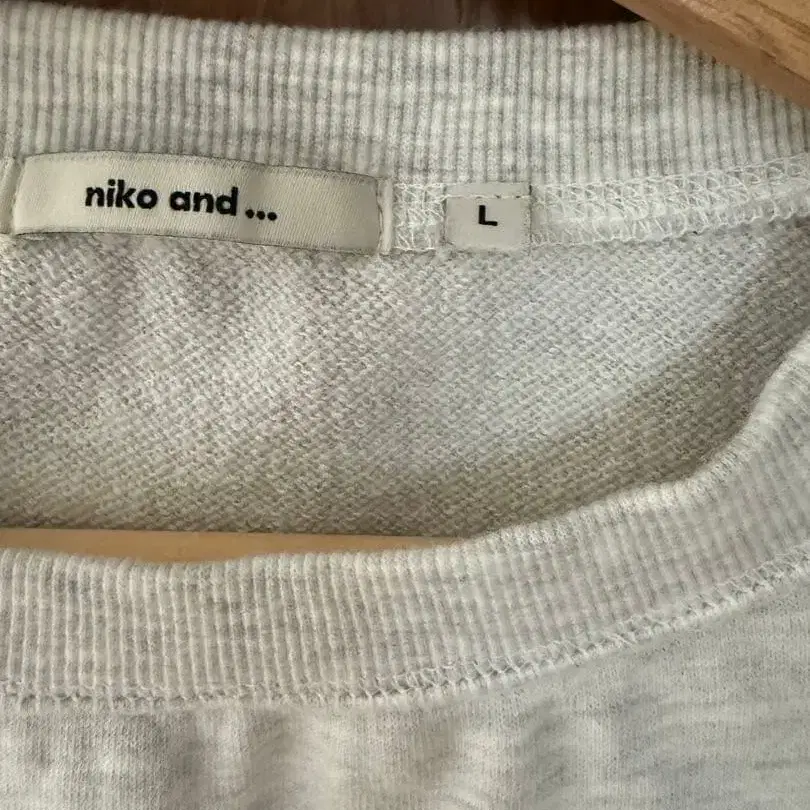 niko and ...
L